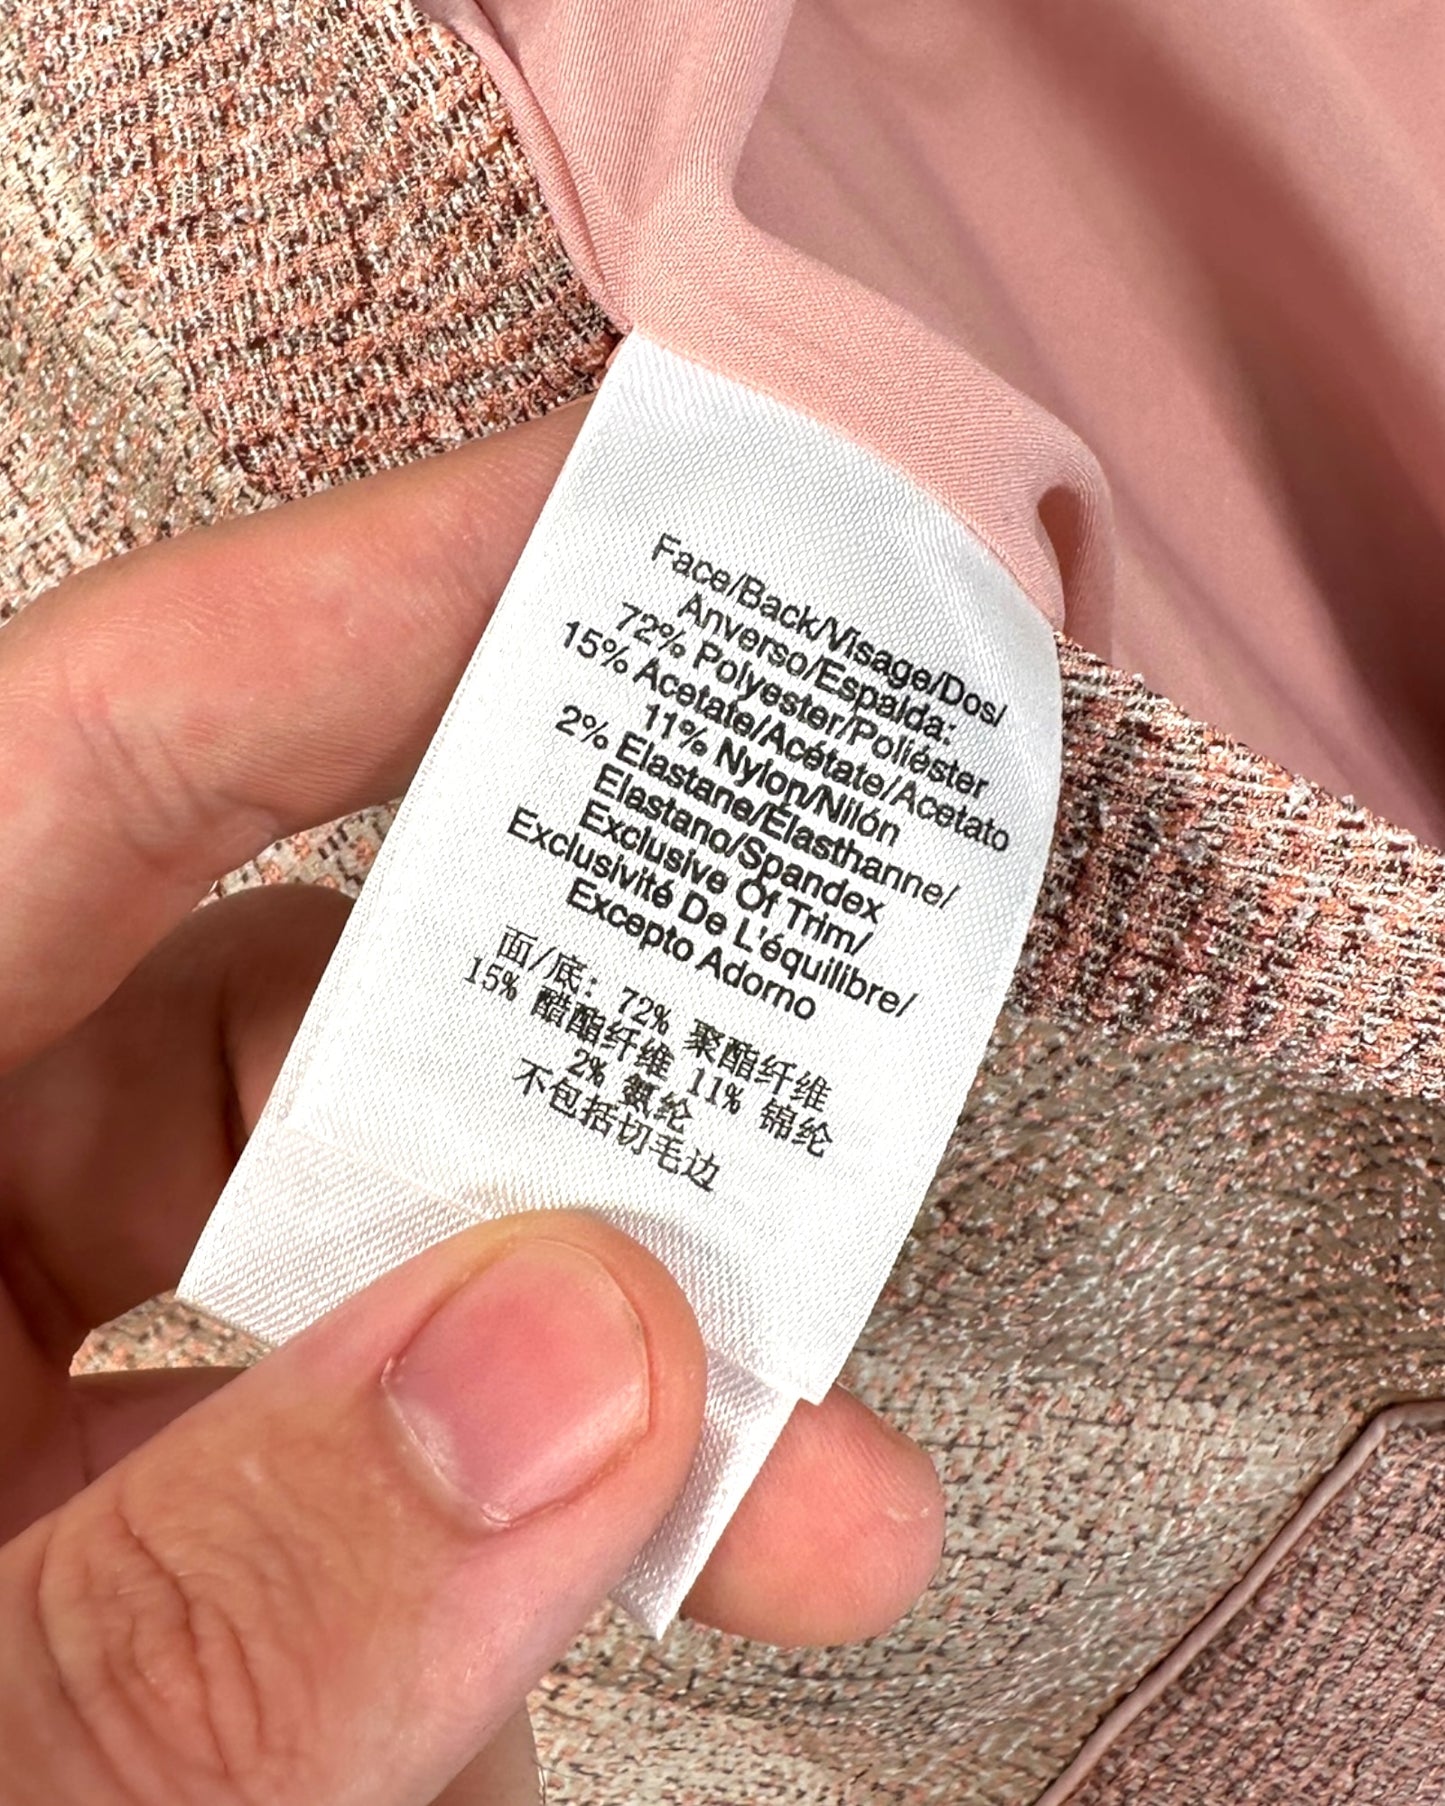 Face/Back/Visage/Dos/
Anverso/Espalda:
72% Polyester/Poliéster
15% Acetate/Acétate/Acetato
11% Nylon/Nilón
2% Elastane/Élasthanne/
Elastano/Spandex
Exclusive Of Trim/
Exclusivité De L'équilibre/
Excepto Adorno
面/底: 72% 聚酯纤维
15% 醋酯纤维 11% 锦纶
2% 氨纶
不包括切毛边